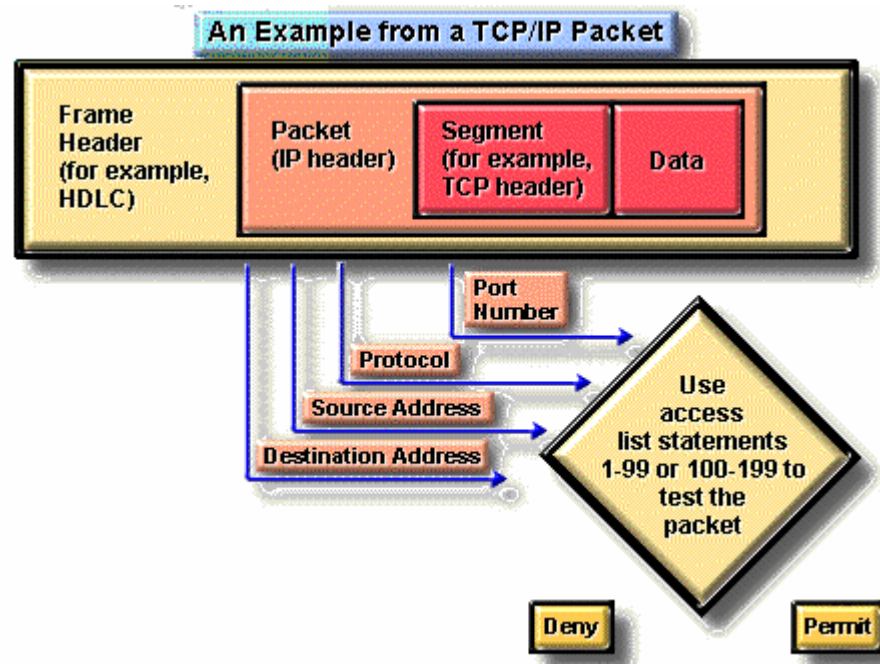 An Example from a TCP/IP Packet
Frame
Header
(for example,
HDLC)
Packet
(IP header)
Segment
(for example,
TCP header)
Data
Port
Number
Protocol
Source Address
Destination Address
Use
access
list statements
1-99 or 100-199 to
test the
packet
Deny
Permit